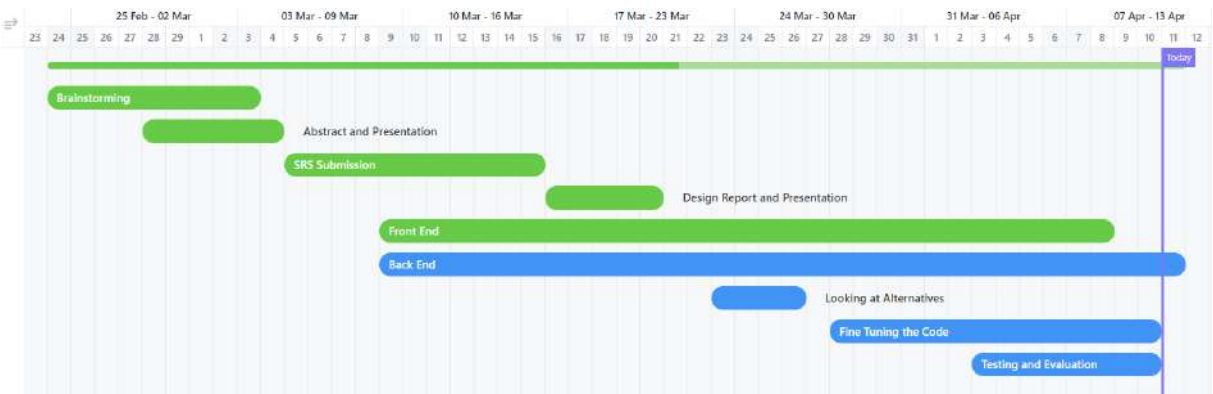 25 Feb - 02 Mar 03 Mar - 09 Mar 10 Mar - 16 Mar 17 Mar - 23 Mar 24 Mar - 30 Mar 31 Mar - 06 Apr 07 Apr - 13 Apr
23 24 25 26 27 28 29 1 2 3 4 5 6 7 8 9 10 11 12 13 14 15 16 17 18 19 20 21 22 23 24 25 26 27 28 29 30 31 1 2 3 4 5 6 7 8 9 10 11 12
Today
Brainstorming
Abstract and Presentation
SRS Submission
Design Report and Presentation
Front End
Back End
Looking at Alternatives
Fine Tuning the Code
Testing and Evaluation